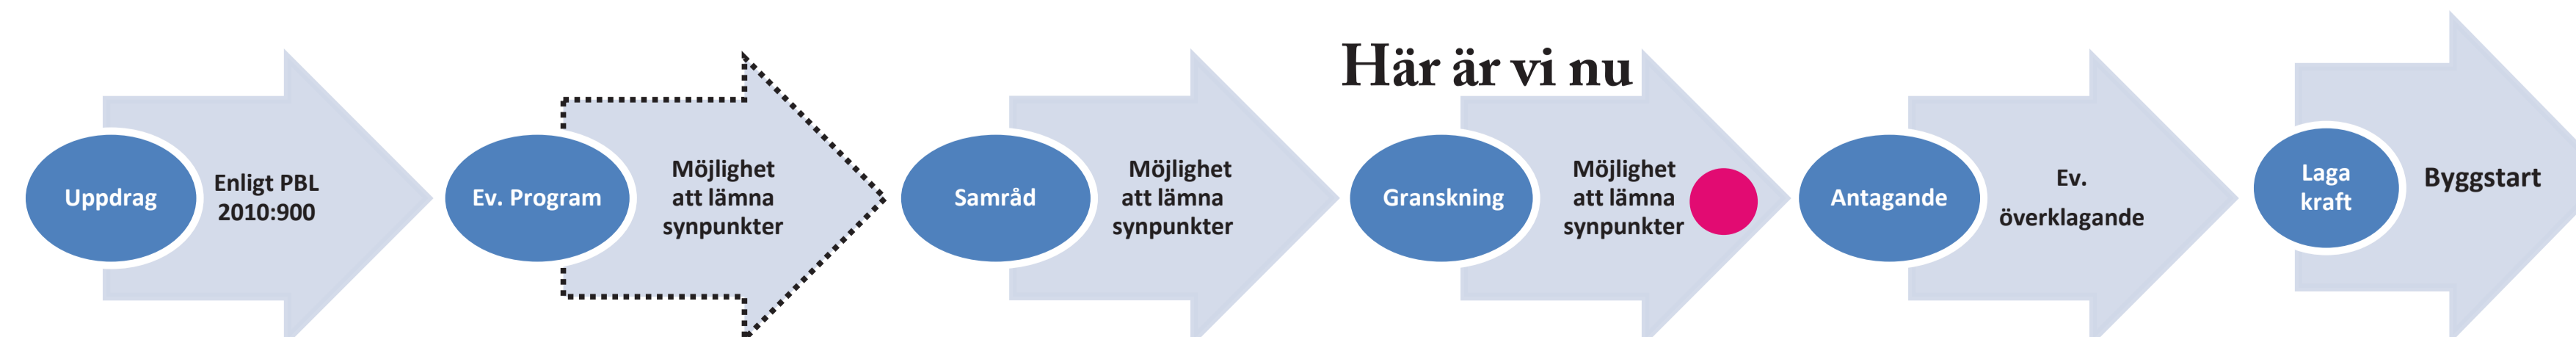 Här är vi nu
Uppdrag
Enligt PBL
2010:900
Ev. Program
Möjlighet
att lämna
synpunkter
Samråd
Möjlighet
att lämna
synpunkter
Granskning
Möjlighet
att lämna
synpunkter
Antagande
Ev.
överklagande
Laga
kraft
Byggstart